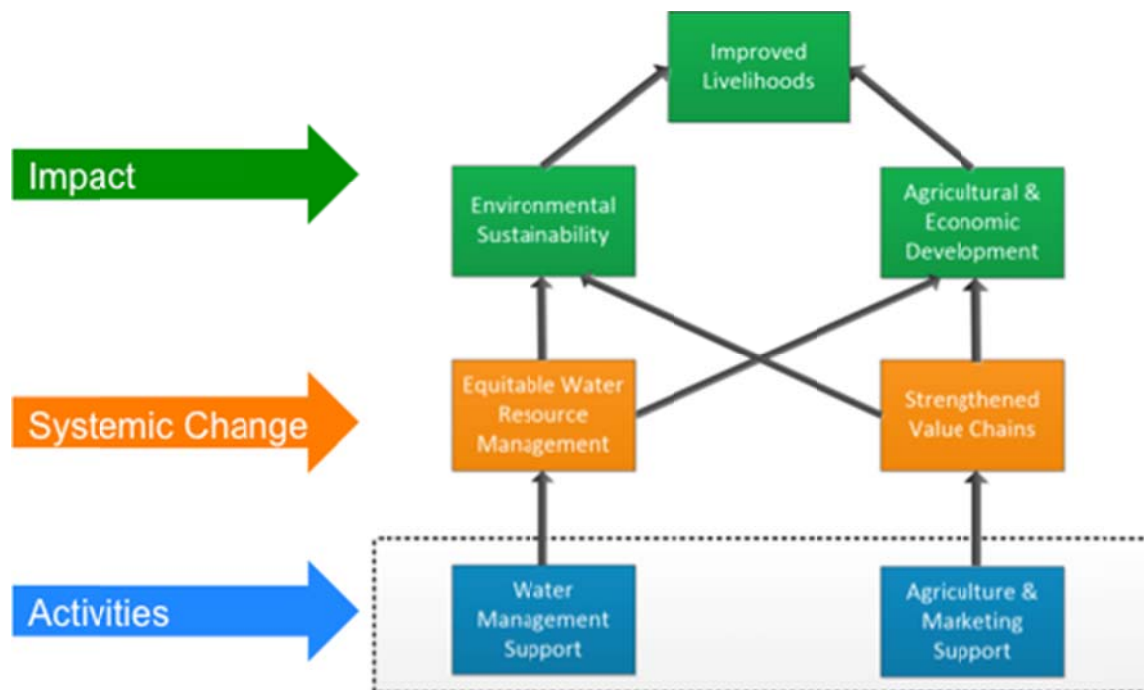 Improved
Livelihoods
Impact
Environmental
Sustainability
Agricultural &
Economic
Development
Systemic Change
Equitable Water
Resource
Management
Strengthened
Value Chains
Activities
Water
Management
Support
Agriculture &
Marketing
Support